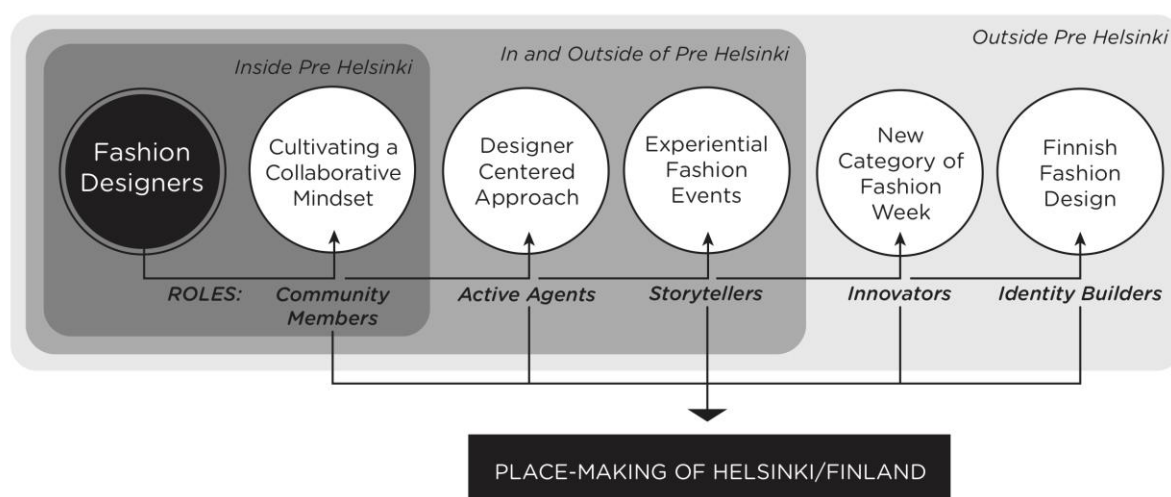 Outside Pre Helsinki
In and Outside of Pre Helsinki
Inside Pre Helsinki
Fashion
Designers
Cultivating a
Collaborative
Mindset
Designer
Centered
Approach
Experiential
Fashion
Events
New
Category of
Fashion
Week
Finnish
Fashion
Design
ROLES:
Community
Members
Active Agents
Storytellers
Innovators
Identity Builders
PLACE-MAKING OF HELSINKI/FINLAND